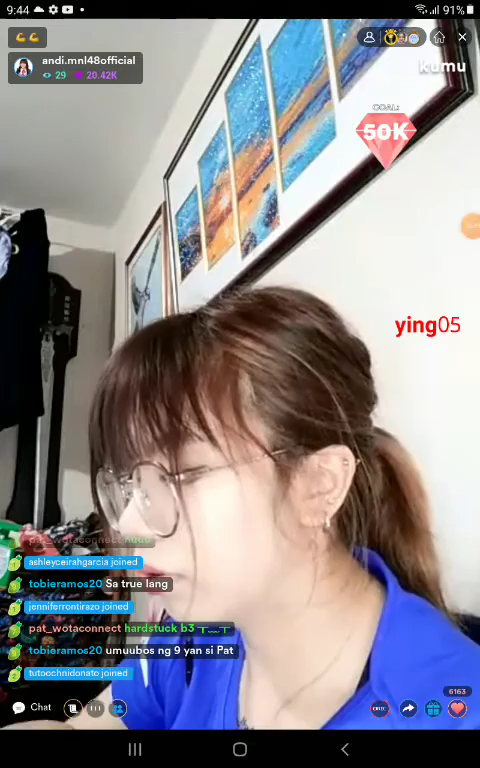 9:44
91%
andi.mnl48official
29 20.42K
kumu
GOAL:
50K
ying05
pat_wotaconnect
ashleyceirahgarcia joined
tobieramos20 Sa true lang
jenniferrontirazo joined
pat_wotaconnect hardstuck b3 ┬﹏┬
tobieramos20 umuubos ng 9 yan si Pat
tutoochnidonato joined
6163
Chat